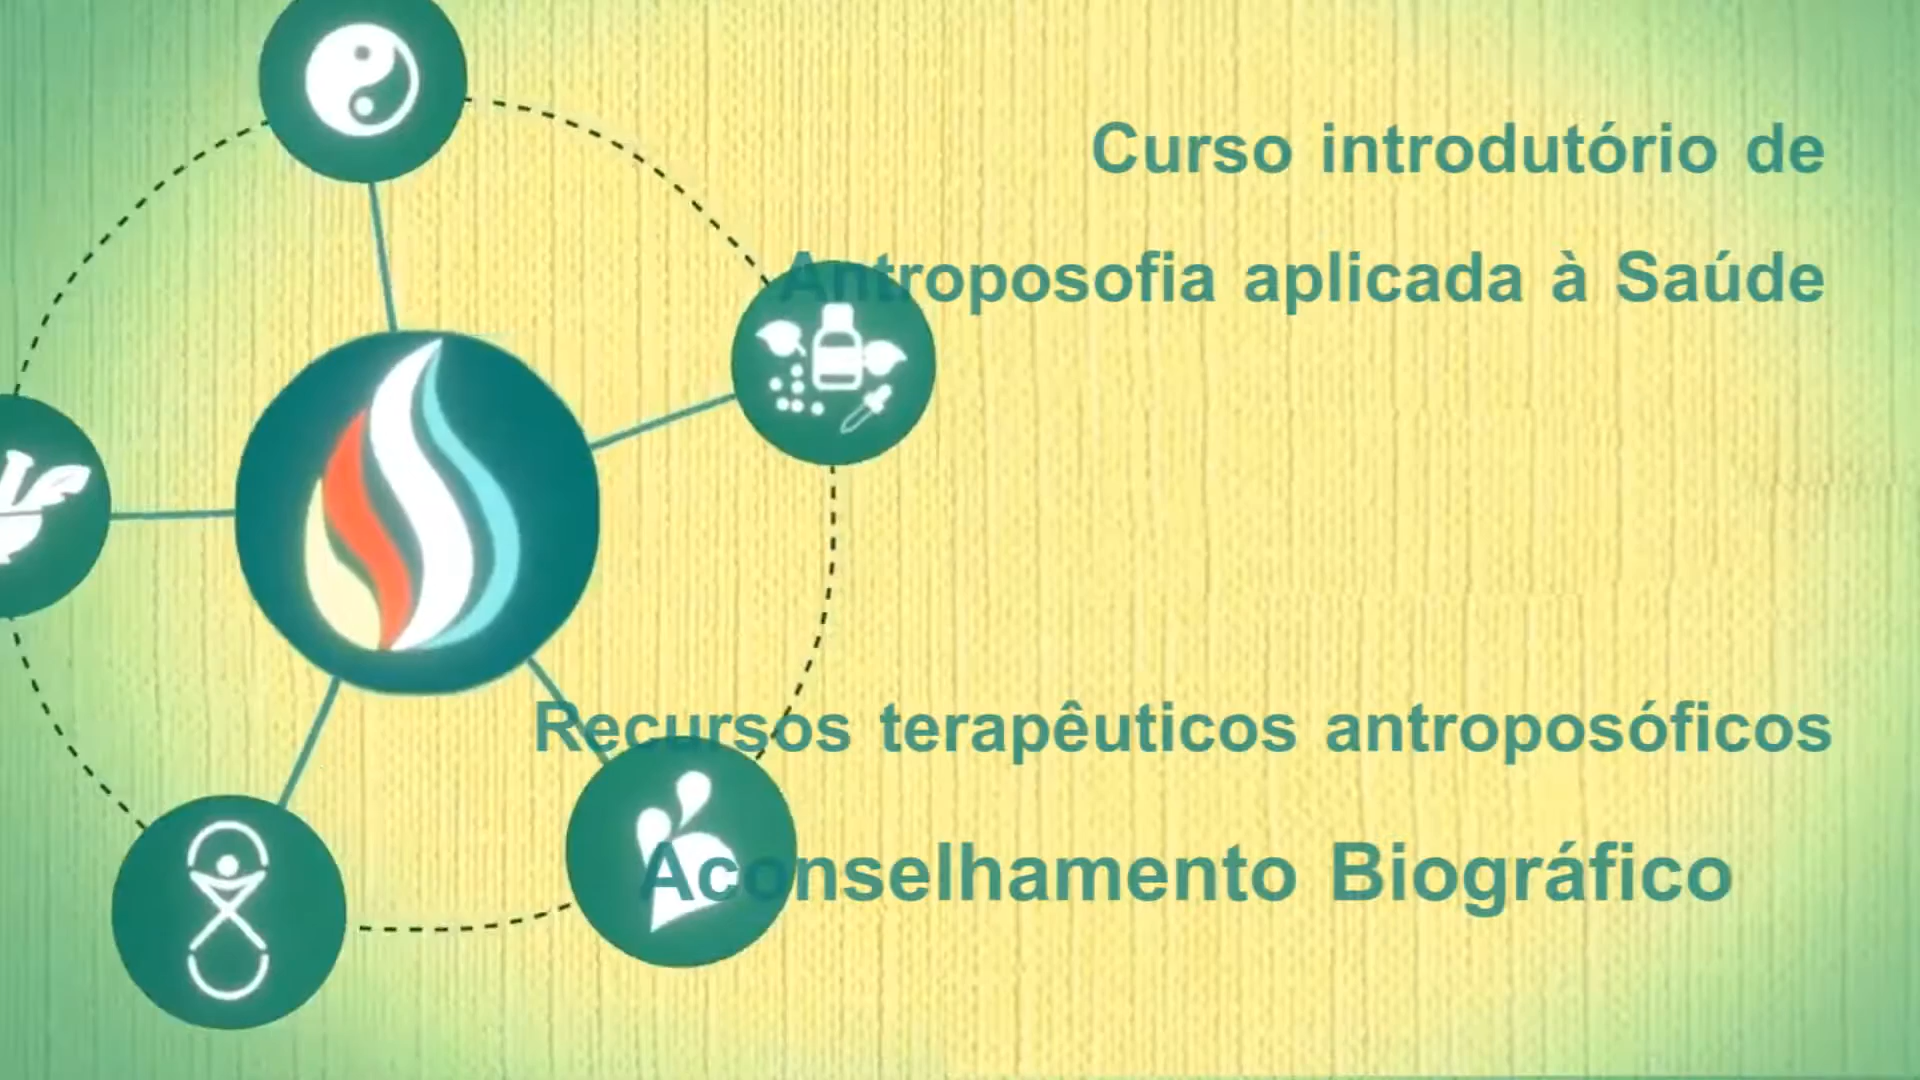 Curso introdutório de
Antroposofia aplicada à Saúde
Recursos terapêuticos antroposóficos
Aconselhamento Biográfico